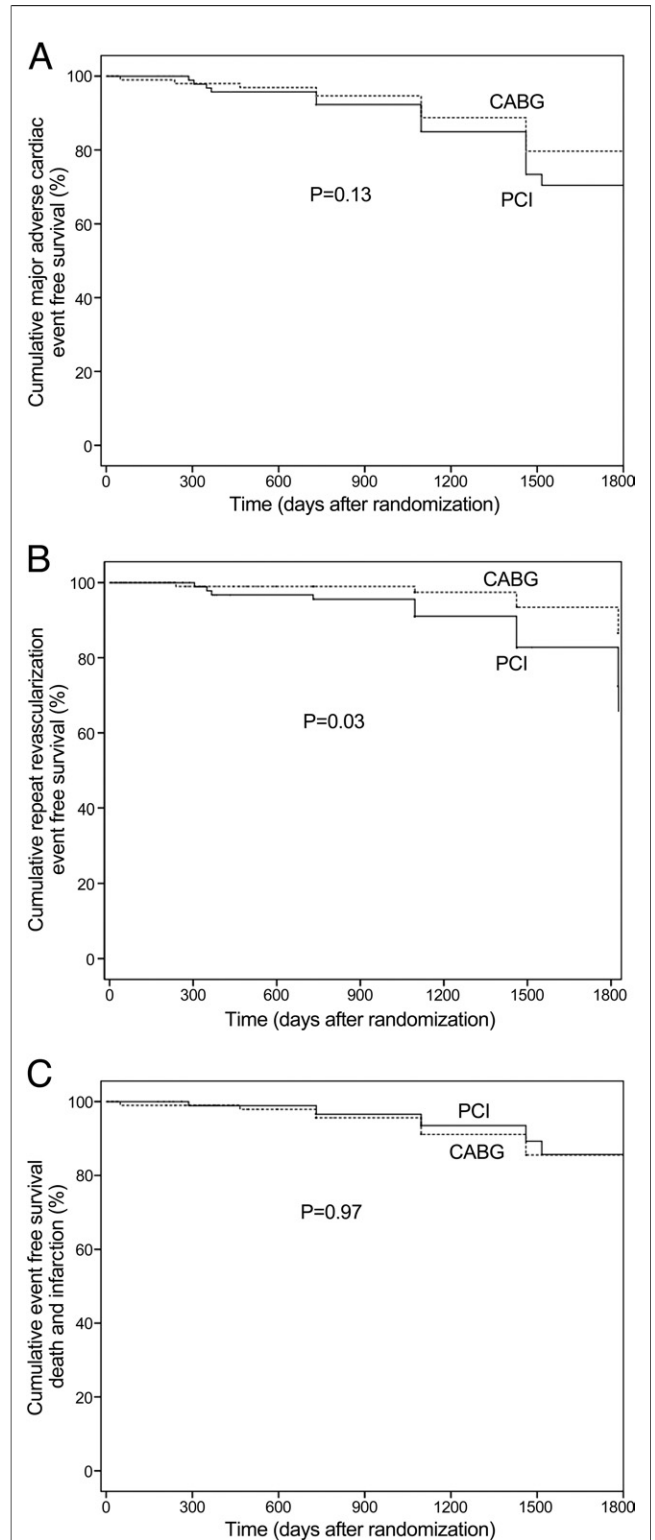 A
Cumulative major adverse cardiac
event free survival (%)
100
80
60
40
20
0
CABG
PCI
P=0.13
0 300 600 900 1200 1500 1800
Time (days after randomization)
B
Cumulative repeat revascularization
event free survival (%)
100
80
60
40
20
0
CABG
PCI
P=0.03
0 300 600 900 1200 1500 1800
Time (days after randomization)
C
Cumulative event free survival
death and infarction (%)
100
80
60
40
20
0
PCI
CABG
P=0.97
0 300 600 900 1200 1500 1800
Time (days after randomization)